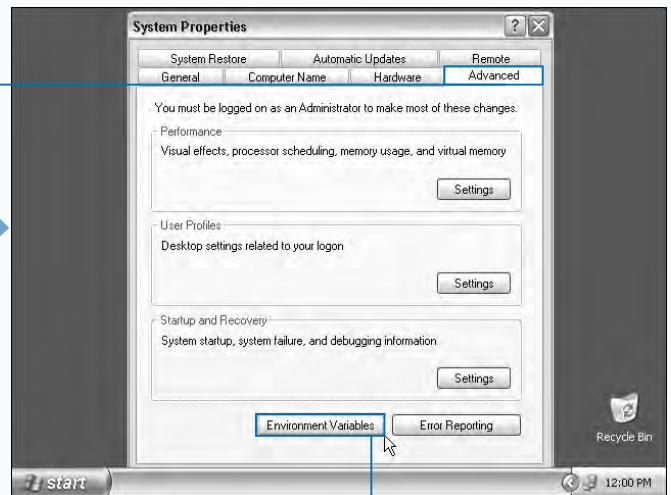 System Properties
System Restore Automatic Updates Remote
General Computer Name Hardware Advanced
You must be logged on as an Administrator to make most of these changes.
Performance
Visual effects, processor scheduling, memory usage, and virtual memory
Settings
User Profiles
Desktop settings related to your logon
Settings
Startup and Recovery
System startup, system failure, and debugging information
Settings
Environment Variables Error Reporting
Recycle Bin
start 12:00 PM